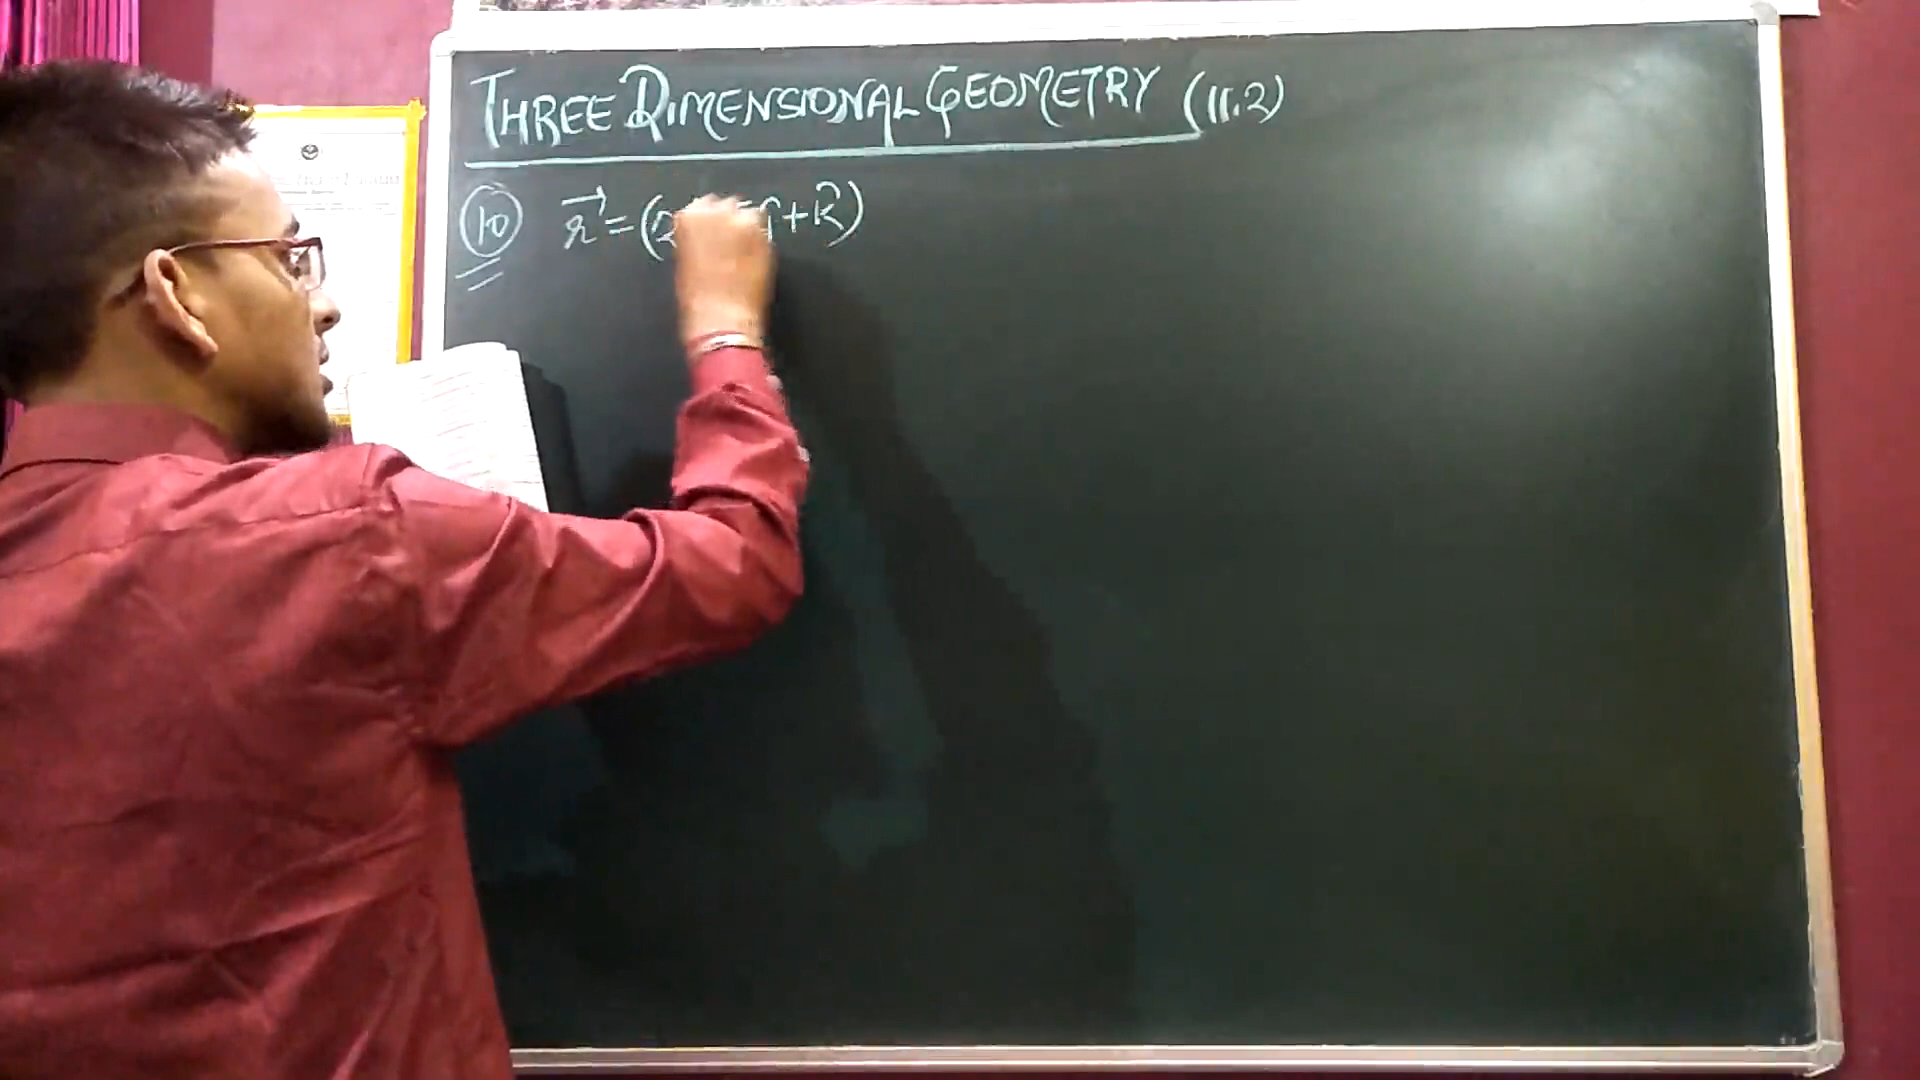 THREE DIMENSIONAL GEOMETRY (11.2)
10 r⃗ = (2 + k̂)